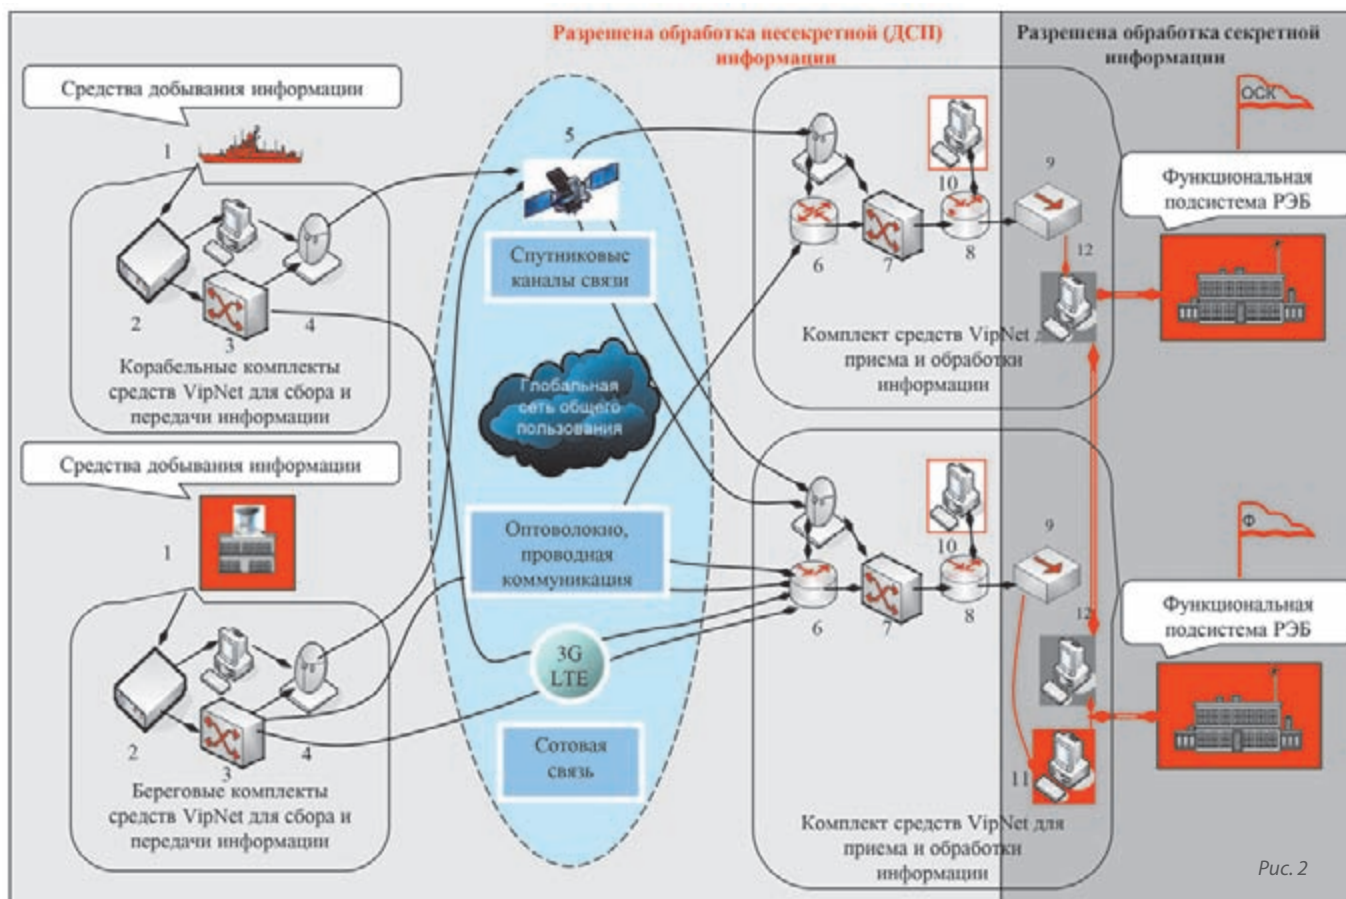 Разрешена обработка несекретной (ДСП)
информации
Разрешена обработка секретной
информации
Средства добывания информации
1
2
3
4
Корабельные комплекты
средств VipNet для сбора и
передачи информации
Средства добывания информации
1
2
3
4
Береговые комплекты
средств VipNet для сбора и
передачи информации
5
Спутниковые
каналы связи
Глобальная
сеть общего
пользования
Оптоволокно,
проводная
коммуникация
3G
LTE
Сотовая
связь
6
7
8
10
9
12
Комплект средств VipNet для
приема и обработки
информации
ОСК
Функциональная
подсистема РЭБ
6
7
8
10
9
12
11
Комплект средств VipNet для
приема и обработки
информации
Ф
Функциональная
подсистема РЭБ
Рис. 2